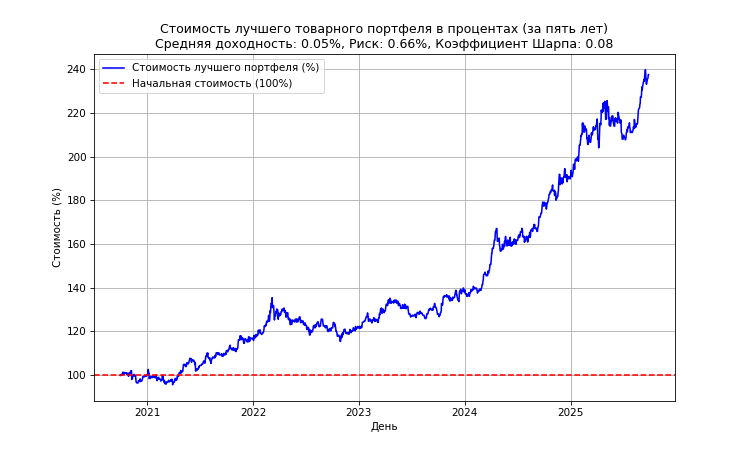 Стоимость лучшего товарного портфеля в процентах (за пять лет)
Средняя доходность: 0.05%, Риск: 0.66%, Коэффициент Шарпа: 0.08
Стоимость лучшего портфеля (%)
Начальная стоимость (100%)
Стоимость (%)
240
220
200
180
160
140
120
100
2021
2022
2023
2024
2025
День